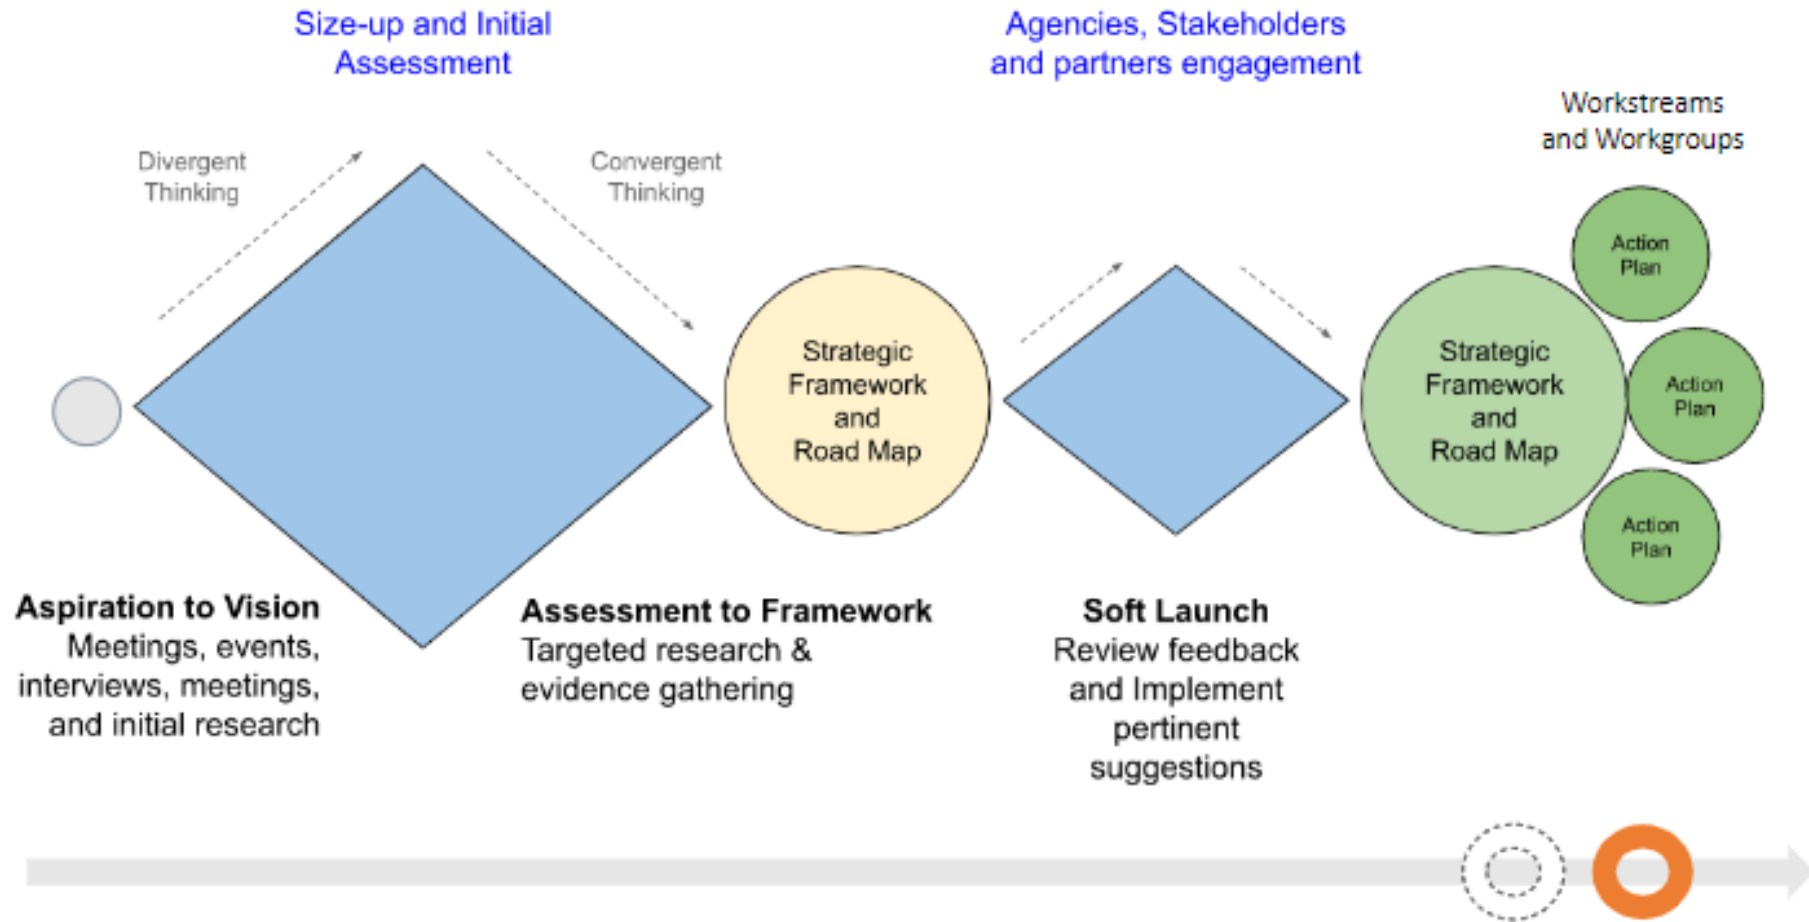 Size-up and Initial
Assessment
Agencies, Stakeholders
and partners engagement
Workstreams
and Workgroups
Divergent
Thinking
Convergent
Thinking
Strategic
Framework
and
Road Map
Strategic
Framework
and
Road Map
Action
Plan
Action
Plan
Action
Plan
Aspiration to Vision
Meetings, events,
interviews, meetings,
and initial research
Assessment to Framework
Targeted research &
evidence gathering
Soft Launch
Review feedback
and Implement
pertinent
suggestions